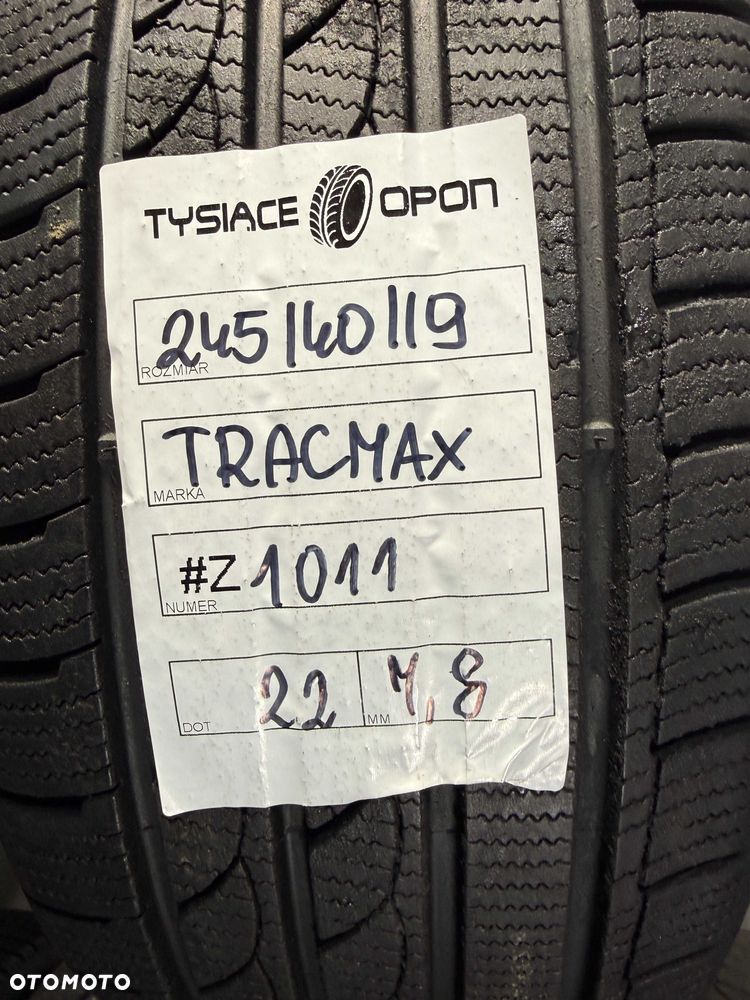 TYSIACE OPON
245/40/19
ROZMIAR
TRACMAX
MARKA
#Z1011
NUMER
22 7,8
DOT MM
OTOMOTO